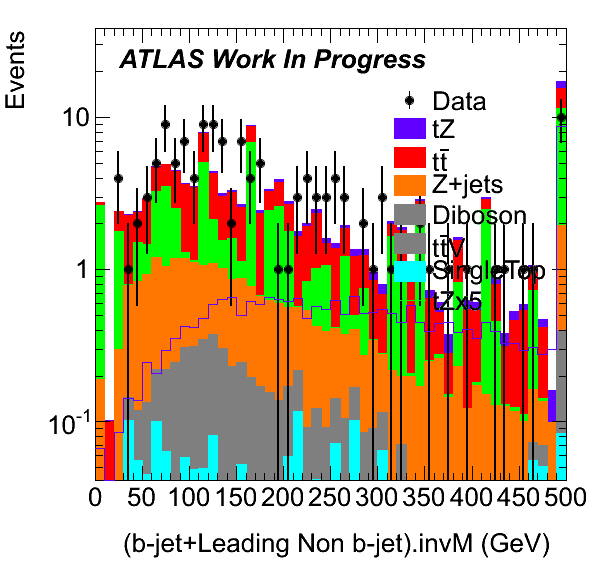 Events
ATLAS Work In Progress
Data
tZ
tt̄
Z+jets
Diboson
tt̄V
SingleTop
tZx5
10
1
10⁻¹
0 50 100 150 200 250 300 350 400 450 500
(b-jet+Leading Non b-jet).invM (GeV)